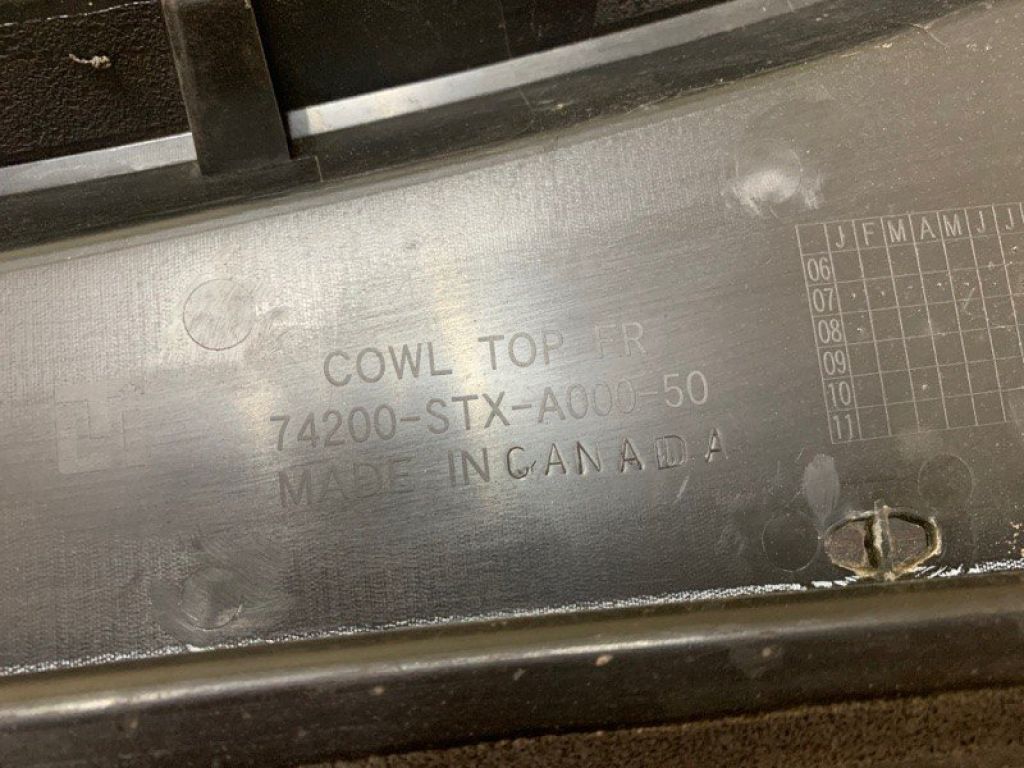 COWL TOP FR
74200-STX-A000-50
MADE IN CANADA
J F M A M J J
06
07
08
09
10
11